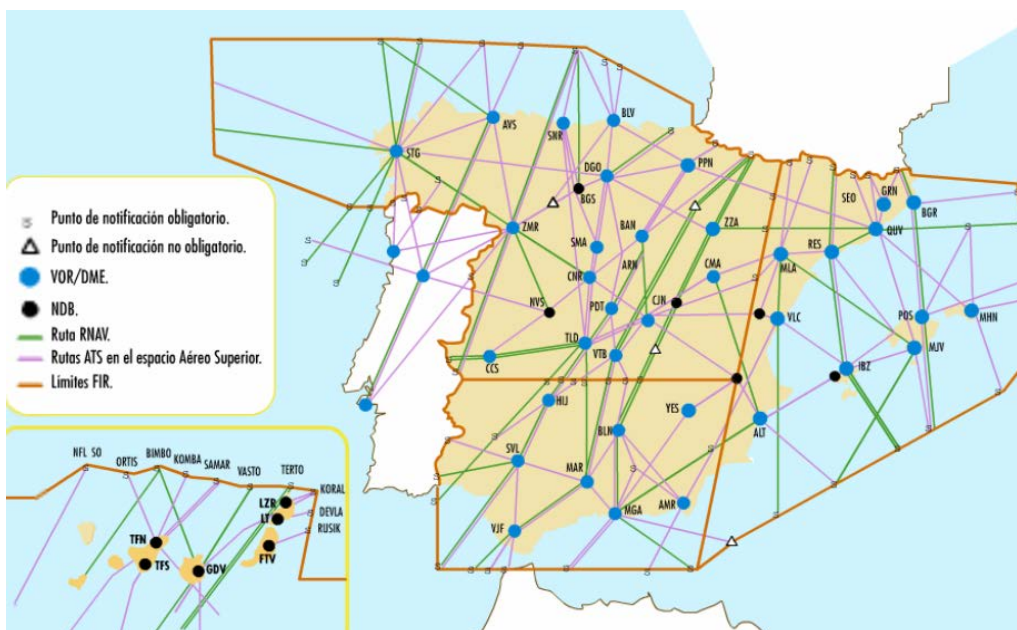 AVS
SNR
BLV
STG
DGO
PPN
BGS
SEO
GRN
BGR
ZMR
SMA
BAN
ZZA
RES
QUV
CNR
ARN
CMA
MLA
NVS
PDT
CJN
VLC
POS
MHN
TLD
VTB
CCS
IBZ
MJV
HIJ
YES
BLN
ALT
SVL
MAR
AMR
MGA
VJF
Punto de notificación obligatorio.
Punto de notificación no obligatorio.
VOR/DME.
NDB.
Ruta RNAV.
Rutas ATS en el espacio Aéreo Superior.
Límites FIR.
NFL SO
ORTIS
BIMBO
KOMBA
SAMAR
VASTO
TERTO
KORAL
LZR
DEVLA
LT
RUSIK
TFN
FTV
TFS
GDV